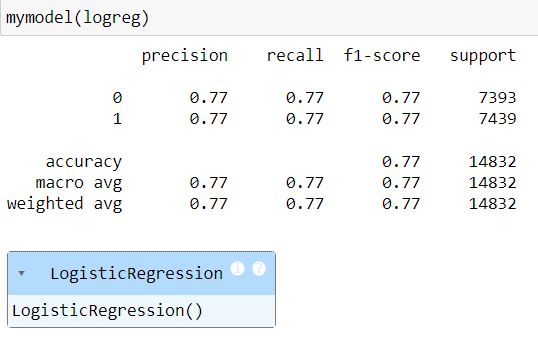 mymodel(logreg)
precision recall f1-score support
0 0.77 0.77 0.77 7393
1 0.77 0.77 0.77 7439
accuracy 0.77 14832
macro avg 0.77 0.77 0.77 14832
weighted avg 0.77 0.77 0.77 14832
▾ LogisticRegression i ?
LogisticRegression()